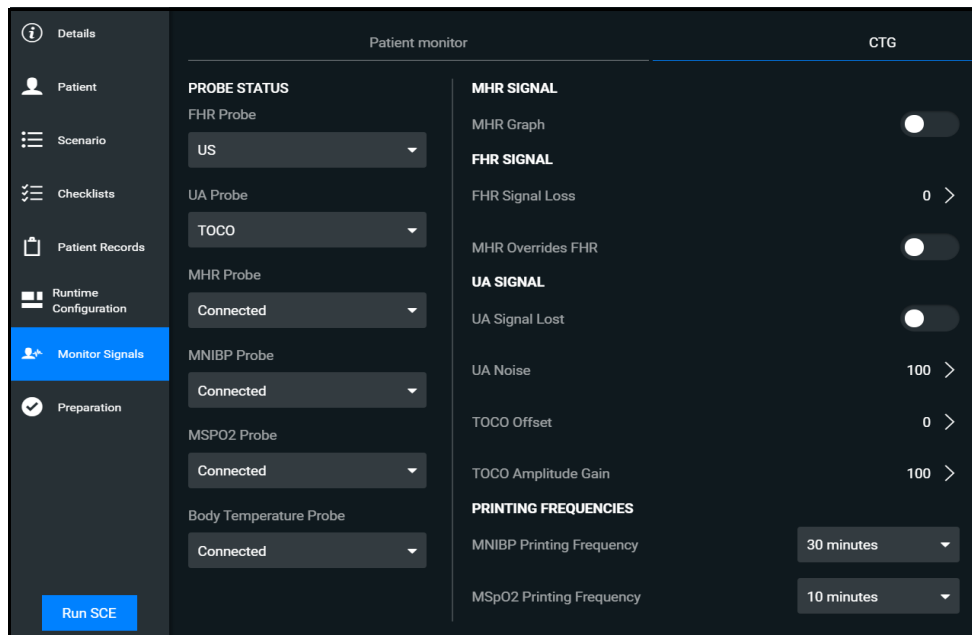 Details
Patient
Scenario
Checklists
Patient Records
Runtime
Configuration
Monitor Signals
Preparation
Run SCE
Patient monitor
CTG
PROBE STATUS
FHR Probe
US
UA Probe
TOCO
MHR Probe
Connected
MNIBP Probe
Connected
MSPO2 Probe
Connected
Body Temperature Probe
Connected
MHR SIGNAL
MHR Graph
FHR SIGNAL
FHR Signal Loss 0
MHR Overrides FHR
UA SIGNAL
UA Signal Lost
UA Noise 100
TOCO Offset 0
TOCO Amplitude Gain 100
PRINTING FREQUENCIES
MNIBP Printing Frequency 30 minutes
MSpO2 Printing Frequency 10 minutes